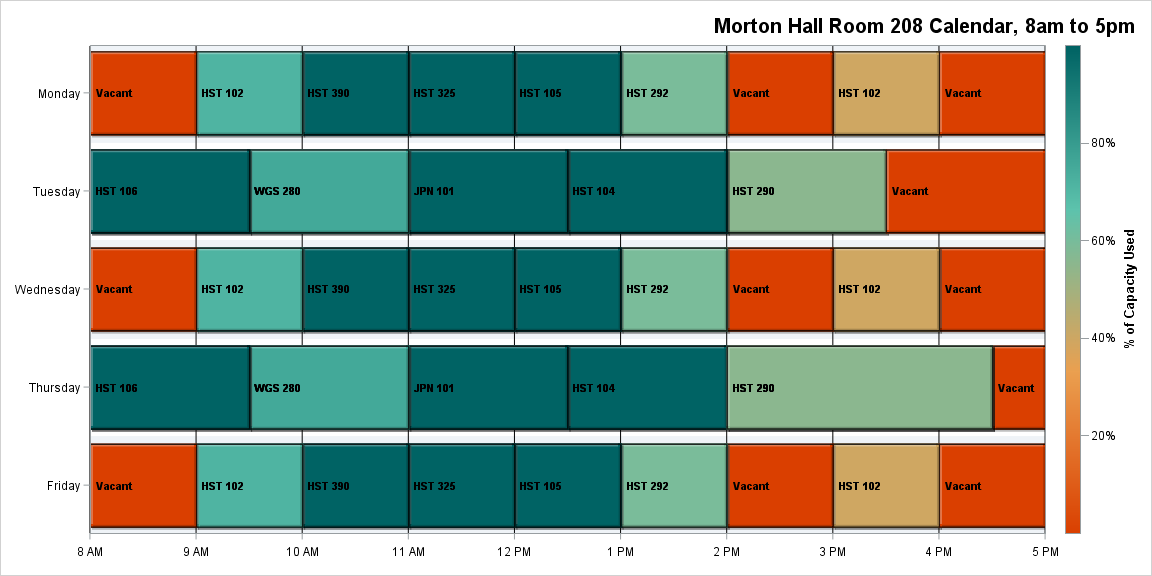 Morton Hall Room 208 Calendar, 8am to 5pm
Monday
Vacant
HST 102
HST 390
HST 325
HST 105
HST 292
Vacant
HST 102
Vacant
Tuesday
HST 106
WGS 280
JPN 101
HST 104
HST 290
Vacant
Wednesday
Vacant
HST 102
HST 390
HST 325
HST 105
HST 292
Vacant
HST 102
Vacant
Thursday
HST 106
WGS 280
JPN 101
HST 104
HST 290
Vacant
Friday
Vacant
HST 102
HST 390
HST 325
HST 105
HST 292
Vacant
HST 102
Vacant
8 AM
9 AM
10 AM
11 AM
12 PM
1 PM
2 PM
3 PM
4 PM
5 PM
80%
60%
40%
20%
% of Capacity Used